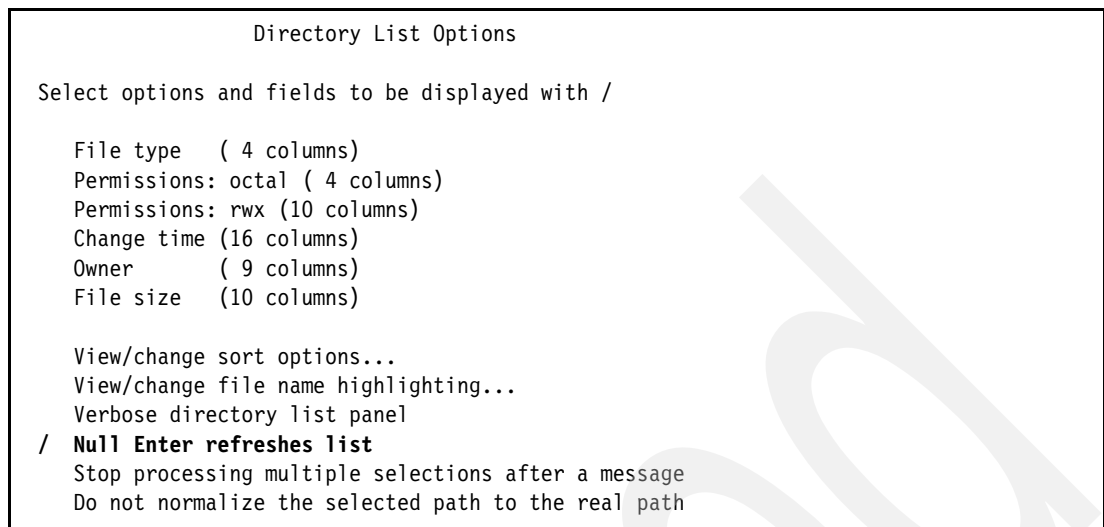 Directory List Options
Select options and fields to be displayed with /
File type ( 4 columns)
Permissions: octal ( 4 columns)
Permissions: rwx (10 columns)
Change time (16 columns)
Owner ( 9 columns)
File size (10 columns)
View/change sort options...
View/change file name highlighting...
Verbose directory list panel
/ Null Enter refreshes list
Stop processing multiple selections after a message
Do not normalize the selected path to the real path